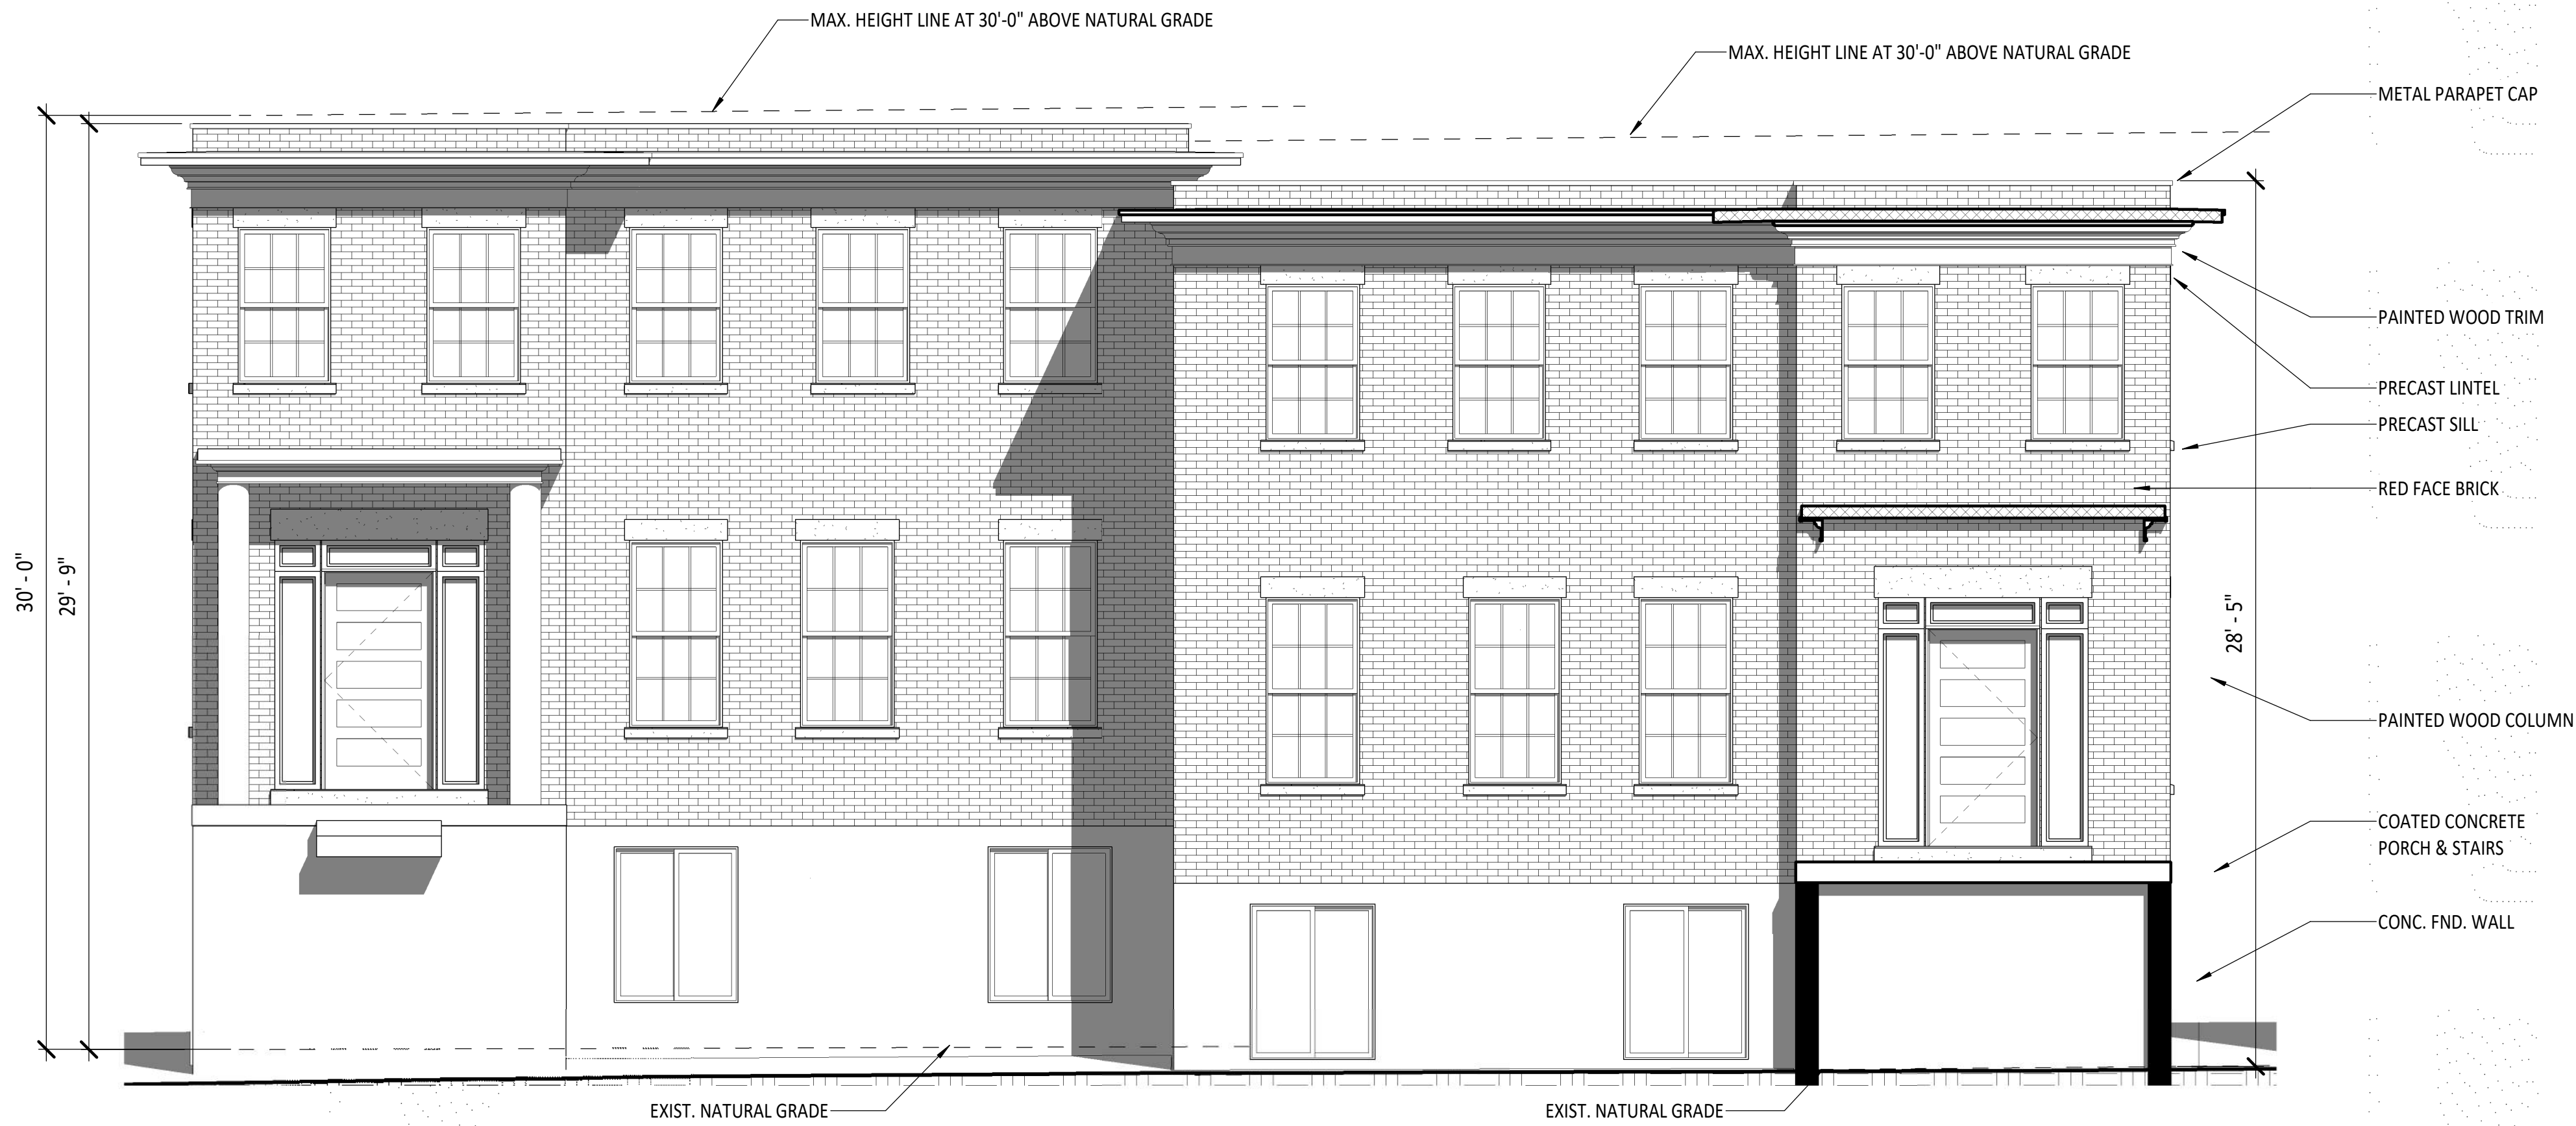 MAX. HEIGHT LINE AT 30'-0" ABOVE NATURAL GRADE
MAX. HEIGHT LINE AT 30'-0" ABOVE NATURAL GRADE
METAL PARAPET CAP
PAINTED WOOD TRIM
PRECAST LINTEL
PRECAST SILL
RED FACE BRICK
30' - 0"
29' - 9"
28' - 5"
PAINTED WOOD COLUMN
COATED CONCRETE
PORCH & STAIRS
CONC. FND. WALL
EXIST. NATURAL GRADE
EXIST. NATURAL GRADE